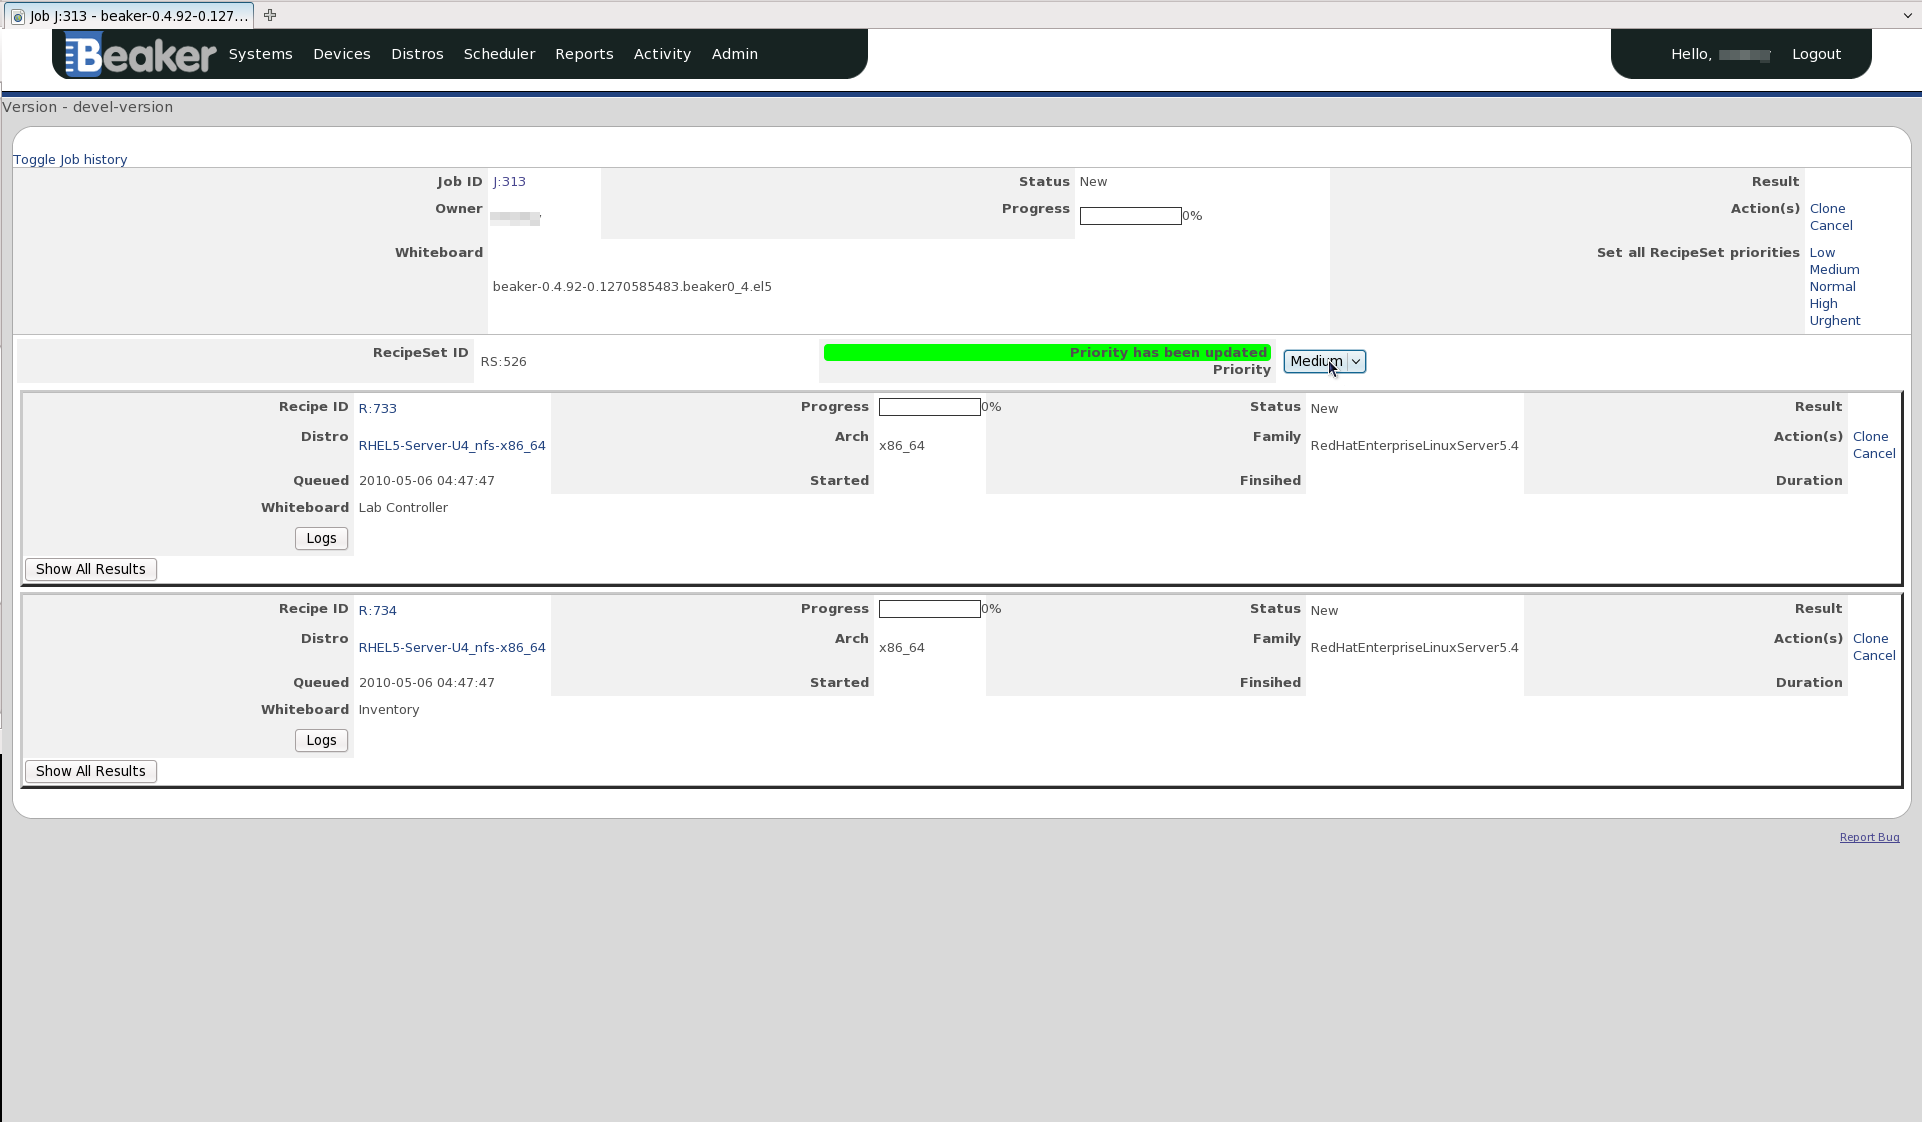 Job J:313 - beaker-0.4.92-0.127...
Beaker Systems Devices Distros Scheduler Reports Activity Admin Hello, Logout
Version - devel-version
Toggle Job history
Job ID J:313 Status New Result
Owner Progress 0% Action(s) Clone
Cancel
Whiteboard Set all RecipeSet priorities Low
Medium
beaker-0.4.92-0.1270585483.beaker0_4.el5 Normal
High
Urghent
RecipeSet ID RS:526 Priority has been updated
Priority Medium
Recipe ID R:733 Progress 0% Status New Result
Distro RHEL5-Server-U4_nfs-x86_64 Arch x86_64 Family RedHatEnterpriseLinuxServer5.4 Action(s) Clone
Cancel
Queued 2010-05-06 04:47:47 Started Finsihed Duration
Whiteboard Lab Controller
Logs
Show All Results
Recipe ID R:734 Progress 0% Status New Result
Distro RHEL5-Server-U4_nfs-x86_64 Arch x86_64 Family RedHatEnterpriseLinuxServer5.4 Action(s) Clone
Cancel
Queued 2010-05-06 04:47:47 Started Finsihed Duration
Whiteboard Inventory
Logs
Show All Results
Report Bug